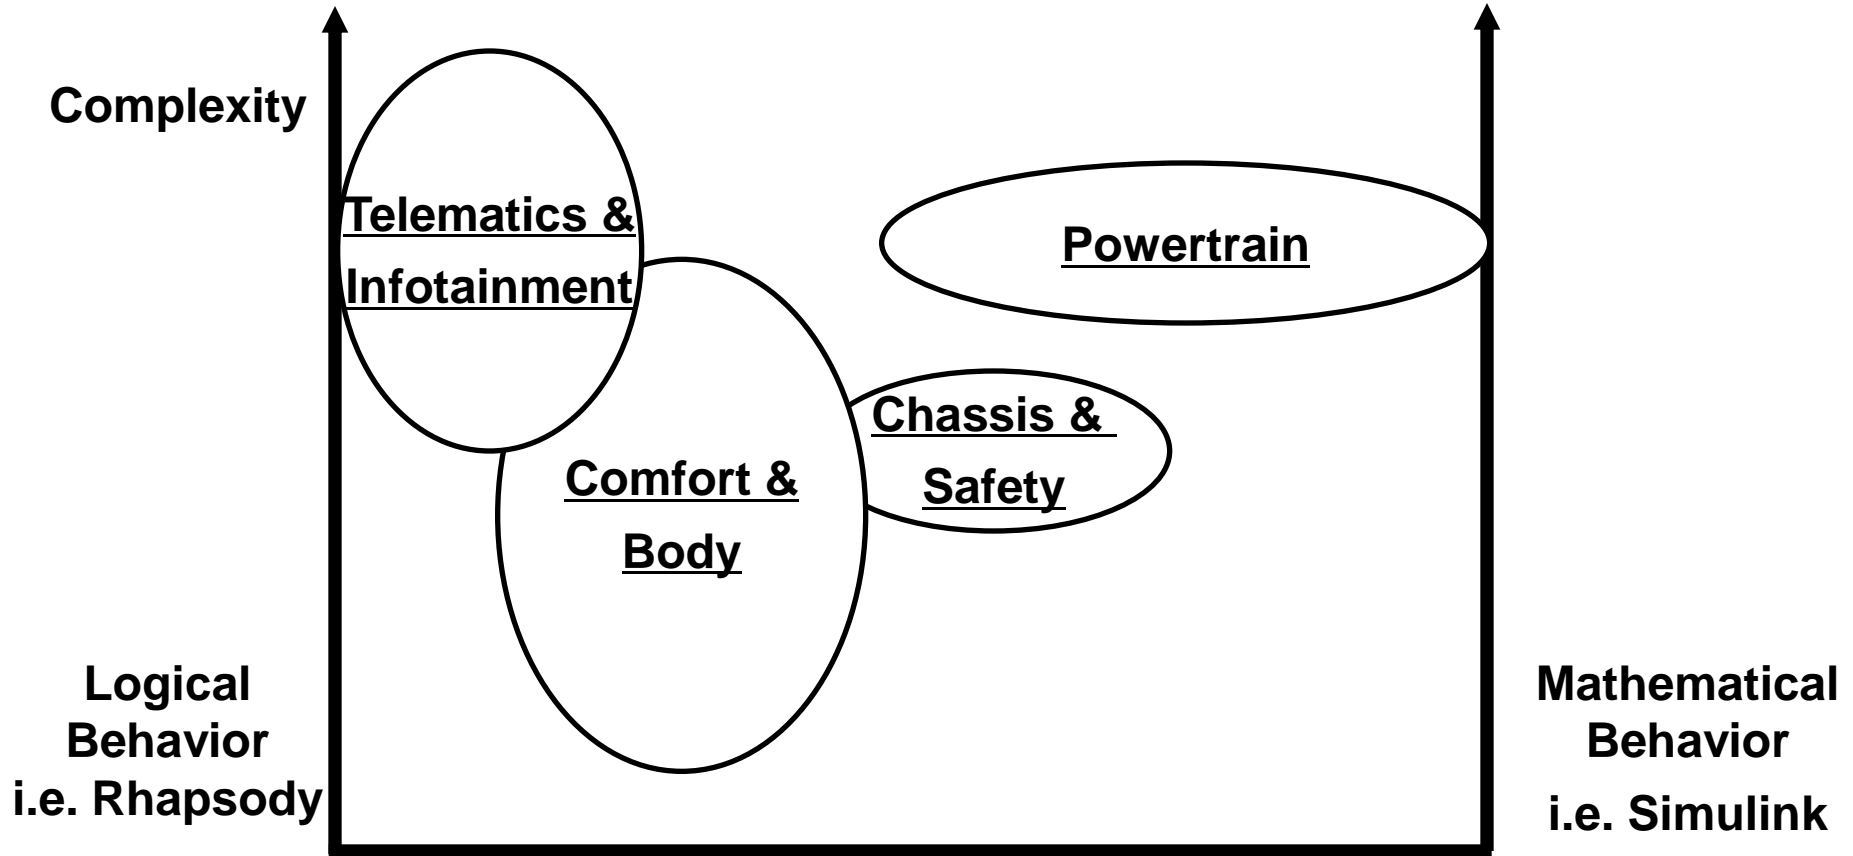 Complexity
Telematics &
Infotainment
Powertrain
Chassis &
Safety
Comfort &
Body
Logical
Behavior
i.e. Rhapsody
Mathematical
Behavior
i.e. Simulink